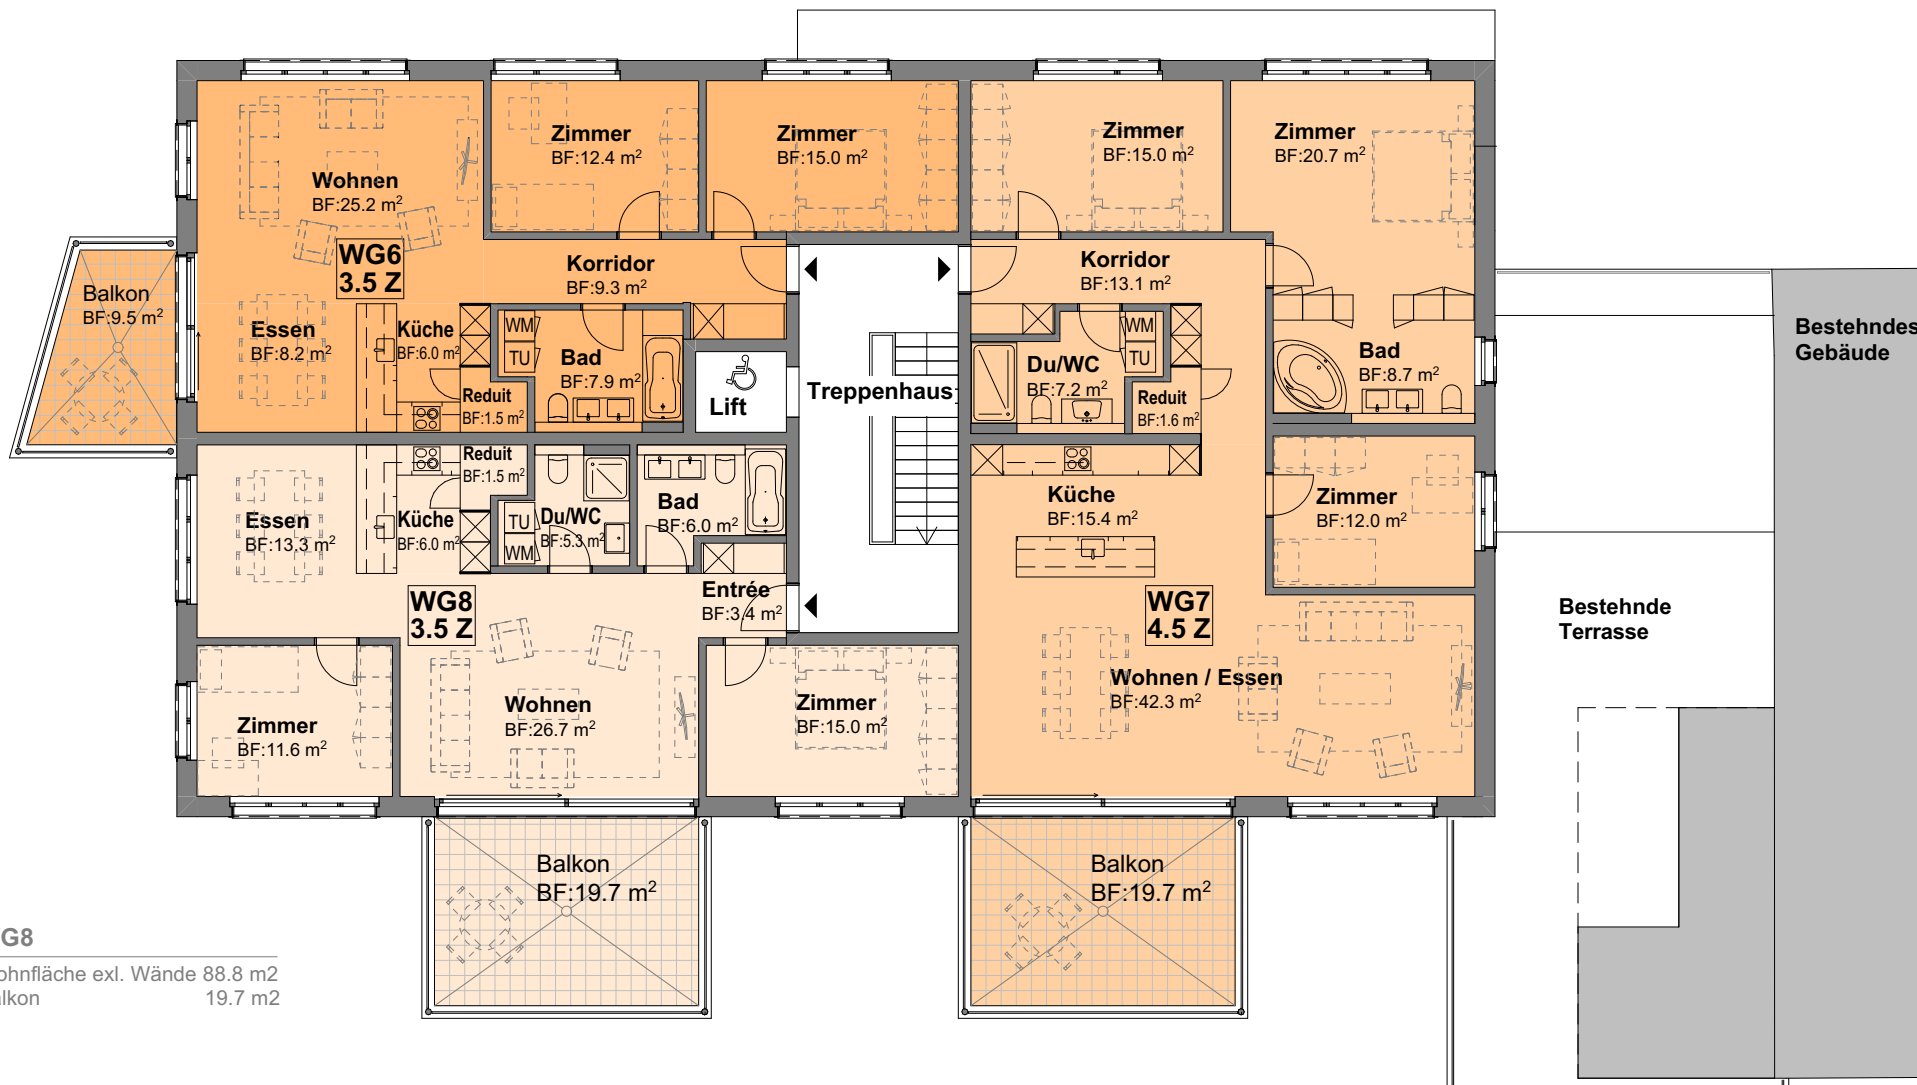 Zimmer
BF:12.4 m²
Zimmer
BF:15.0 m²
Zimmer
BF:15.0 m²
Zimmer
BF:20.7 m²
Wohnen
BF:25.2 m²
WG6
3.5 Z
Korridor
BF:9.3 m²
Korridor
BF:13.1 m²
Balkon
BF:9.5 m²
Essen
BF:8.2 m²
Küche
BF:6.0 m²
WM
TU
Bad
BF:7.9 m²
Reduit
BF:1.5 m²
Lift
Treppenhaus
Du/WC
BF:7.2 m²
WM
TU
Reduit
BF:1.6 m²
Bad
BF:8.7 m²
Bestehndes
Gebäude
Essen
BF:13.3 m²
Küche
BF:6.0 m²
Reduit
BF:1.5 m²
TU
WM
Du/WC
BF:5.3 m²
Bad
BF:6.0 m²
Entrée
BF:3.4 m²
WG8
3.5 Z
Küche
BF:15.4 m²
Zimmer
BF:12.0 m²
WG7
4.5 Z
Bestehnde
Terrasse
Zimmer
BF:11.6 m²
Wohnen
BF:26.7 m²
Zimmer
BF:15.0 m²
Wohnen / Essen
BF:42.3 m²
Balkon
BF:19.7 m²
Balkon
BF:19.7 m²
G8
ohnfläche exl. Wände 88.8 m2
alkon 19.7 m2